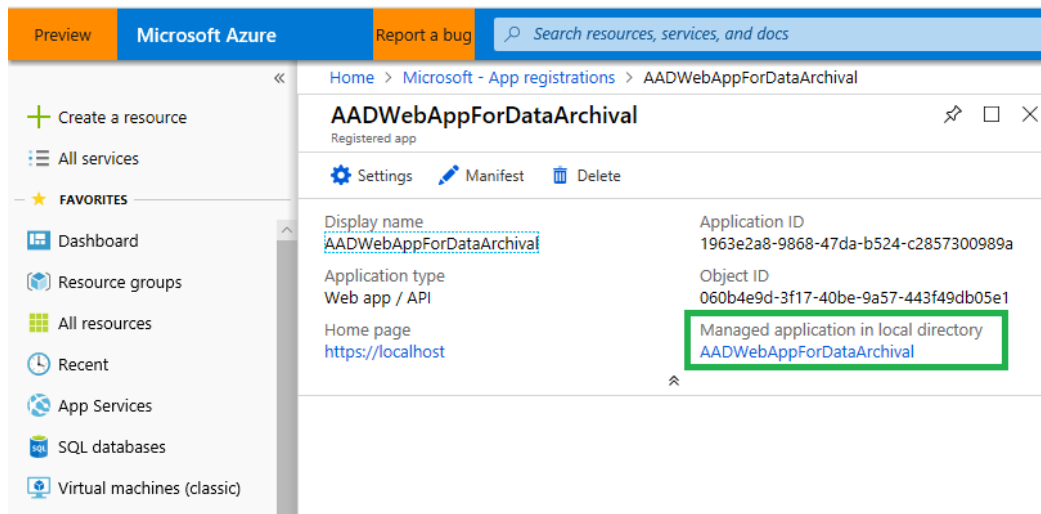 Preview
Microsoft Azure
Report a bug
Search resources, services, and docs
Home > Microsoft - App registrations > AADWebAppForDataArchival
Create a resource
All services
FAVORITES
Dashboard
Resource groups
All resources
Recent
App Services
SQL databases
Virtual machines (classic)
AADWebAppForDataArchival
Registered app
Settings
Manifest
Delete
Display name
AADWebAppForDataArchival
Application type
Web app / API
Home page
https://localhost
Application ID
1963e2a8-9868-47da-b524-c2857300989a
Object ID
060b4e9d-3f17-40be-9a57-443f49db05e1
Managed application in local directory
AADWebAppForDataArchival